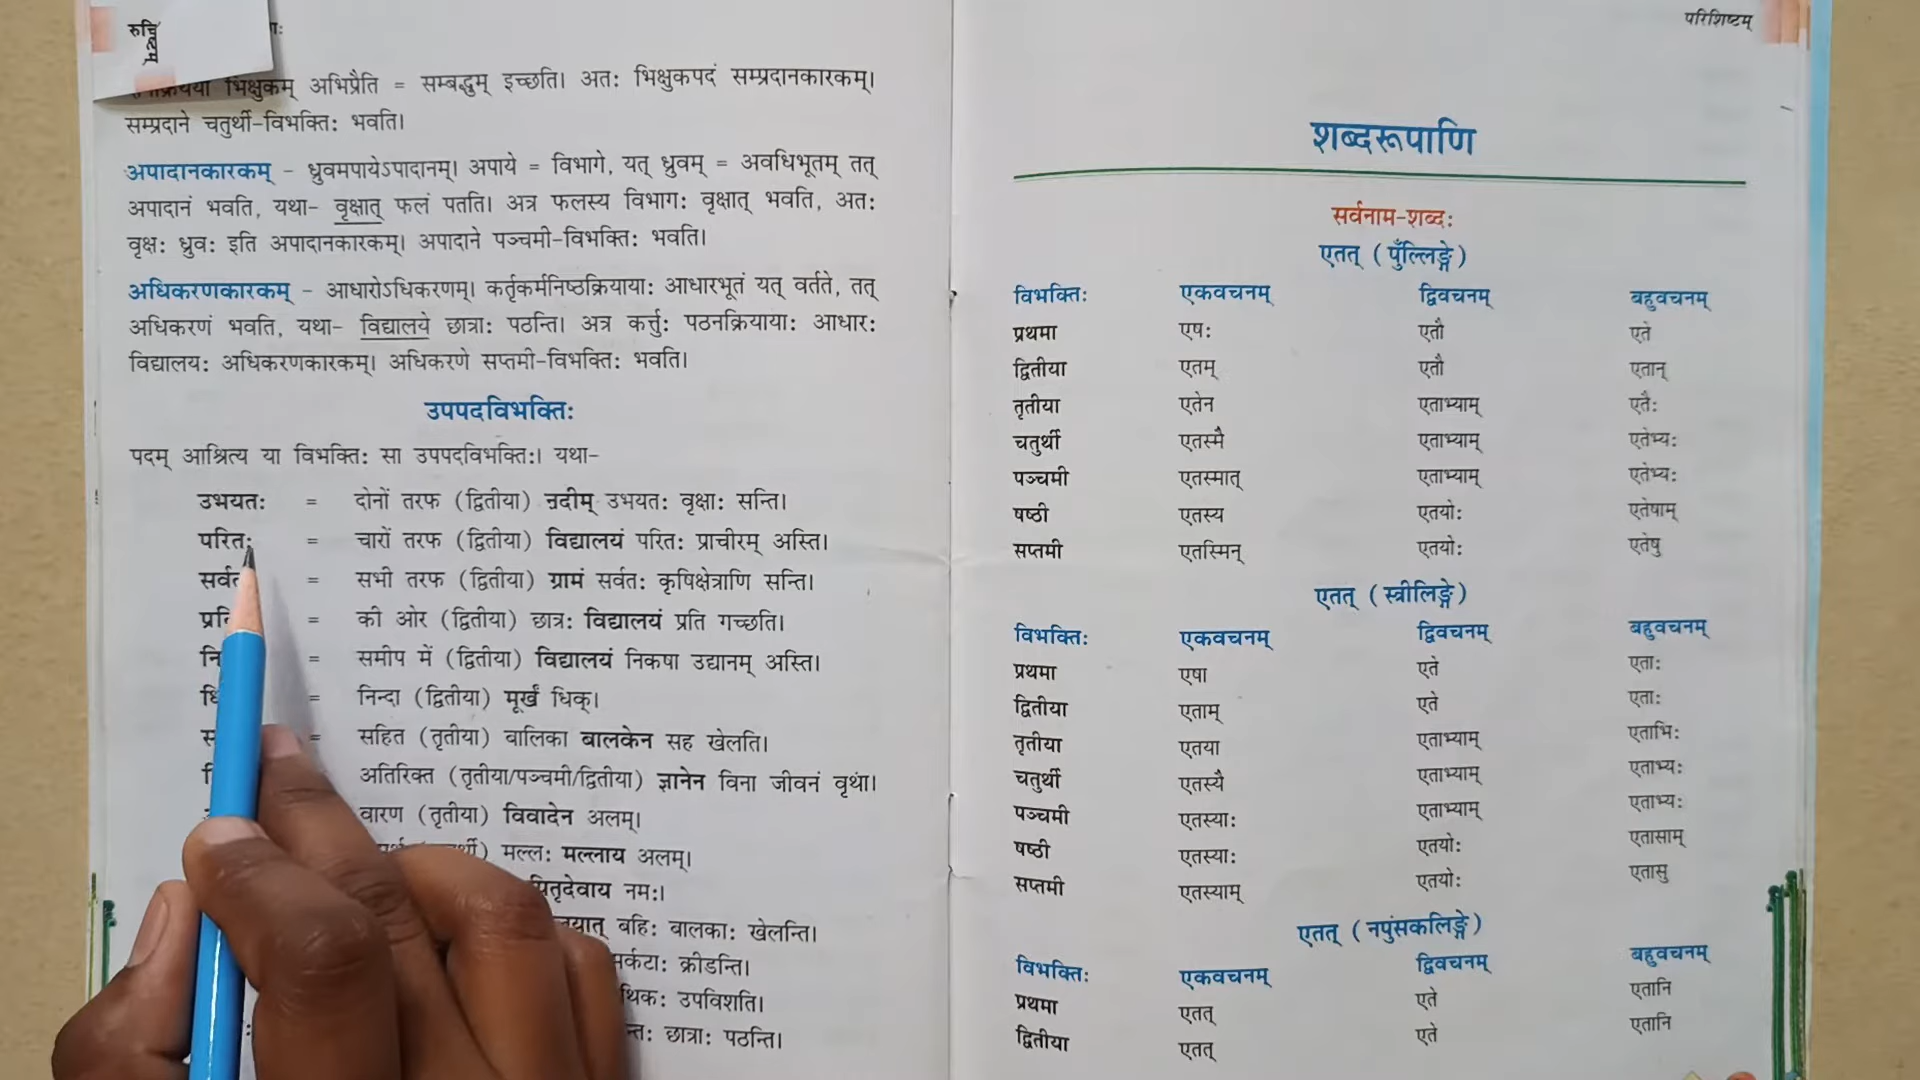 भिक्षुकम् अभिप्रैति = सम्बद्धुम् इच्छति। अतः भिक्षुकपदं सम्प्रदानकारकम्।
सम्प्रदाने चतुर्थी-विभक्तिः भवति।
अपादानकारकम् - ध्रुवमपायेऽपादानम्। अपाये = विभागे, यत् ध्रुवम् = अवधिभूतम् तत्
अपादानं भवति, यथा- वृक्षात् फलं पतति। अत्र फलस्य विभागः वृक्षात् भवति, अतः
वृक्षः ध्रुवः इति अपादानकारकम्। अपादाने पञ्चमी-विभक्तिः भवति।
अधिकरणकारकम् - आधारोऽधिकरणम्। कर्तृकर्मनिष्ठक्रियायाः आधारभूतं यत् वर्तते, तत्
अधिकरणं भवति, यथा- विद्यालये छात्राः पठन्ति। अत्र कर्त्तुः पठनक्रियायाः आधारः
विद्यालयः अधिकरणकारकम्। अधिकरणे सप्तमी-विभक्तिः भवति।
उपपदविभक्तिः
पदम् आश्रित्य या विभक्तिः सा उपपदविभक्तिः। यथा-
उभयतः = दोनों तरफ (द्वितीया) नदीम् उभयतः वृक्षाः सन्ति।
परितः = चारों तरफ (द्वितीया) विद्यालयं परितः प्राचीरम् अस्ति।
= सभी तरफ (द्वितीया) ग्रामं सर्वतः कृषिक्षेत्राणि सन्ति।
= की ओर (द्वितीया) छात्रः विद्यालयं प्रति गच्छति।
= समीप में (द्वितीया) विद्यालयं निकषा उद्यानम् अस्ति।
= निन्दा (द्वितीया) मूर्खं धिक्।
= सहित (तृतीया) बालिका बालकेन सह खेलति।
अतिरिक्त (तृतीया/पञ्चमी/द्वितीया) ज्ञानेन विना जीवनं वृथा।
वारण (तृतीया) विवादेन अलम्।
मल्लः मल्लाय अलम्।
नमः।
बहिः बालकाः खेलन्ति।
क्रीडन्ति।
उपविशति।
छात्राः पठन्ति।
परिशिष्टम्
शब्दरूपाणि
सर्वनाम-शब्दः
एतत् (पुँल्लिङ्गे)
विभक्तिः एकवचनम् द्विवचनम् बहुवचनम्
प्रथमा एषः एतौ एते
द्वितीया एतम् एतौ एतान्
तृतीया एतेन एताभ्याम् एतैः
चतुर्थी एतस्मै एताभ्याम् एतेभ्यः
पञ्चमी एतस्मात् एताभ्याम् एतेभ्यः
षष्ठी एतस्य एतयोः एतेषाम्
सप्तमी एतस्मिन् एतयोः एतेषु
एतत् (स्त्रीलिङ्गे)
विभक्तिः एकवचनम् द्विवचनम् बहुवचनम्
प्रथमा एषा एते एताः
द्वितीया एताम् एते एताः
तृतीया एतया एताभ्याम् एताभिः
चतुर्थी एतस्यै एताभ्याम् एताभ्यः
पञ्चमी एतस्याः एताभ्याम् एताभ्यः
षष्ठी एतस्याः एतयोः एतासाम्
सप्तमी एतस्याम् एतयोः एतासु
एतत् (नपुंसकलिङ्गे)
विभक्तिः एकवचनम् द्विवचनम् बहुवचनम्
प्रथमा एतत् एते एतानि
द्वितीया एतत् एते एतानि